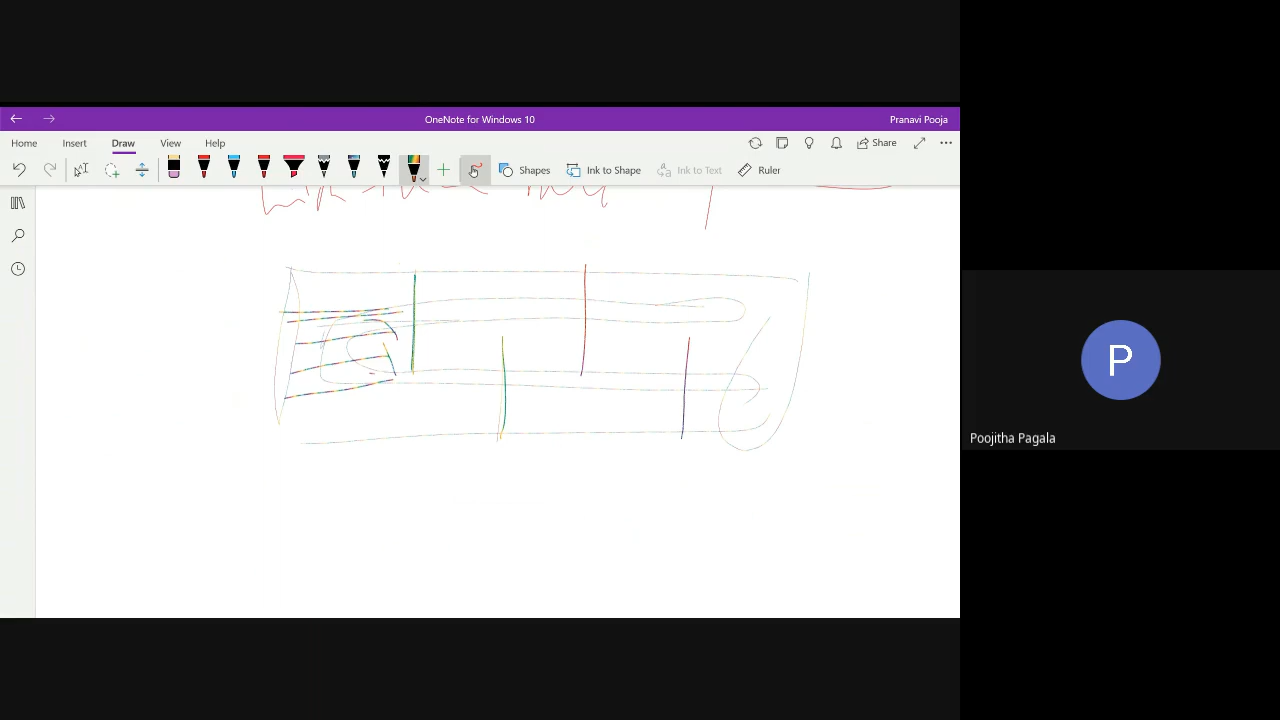 OneNote for Windows 10
Pranavi Pooja
Home Insert Draw View Help
Share
Shapes Ink to Shape Ink to Text Ruler
P
Poojitha Pagala